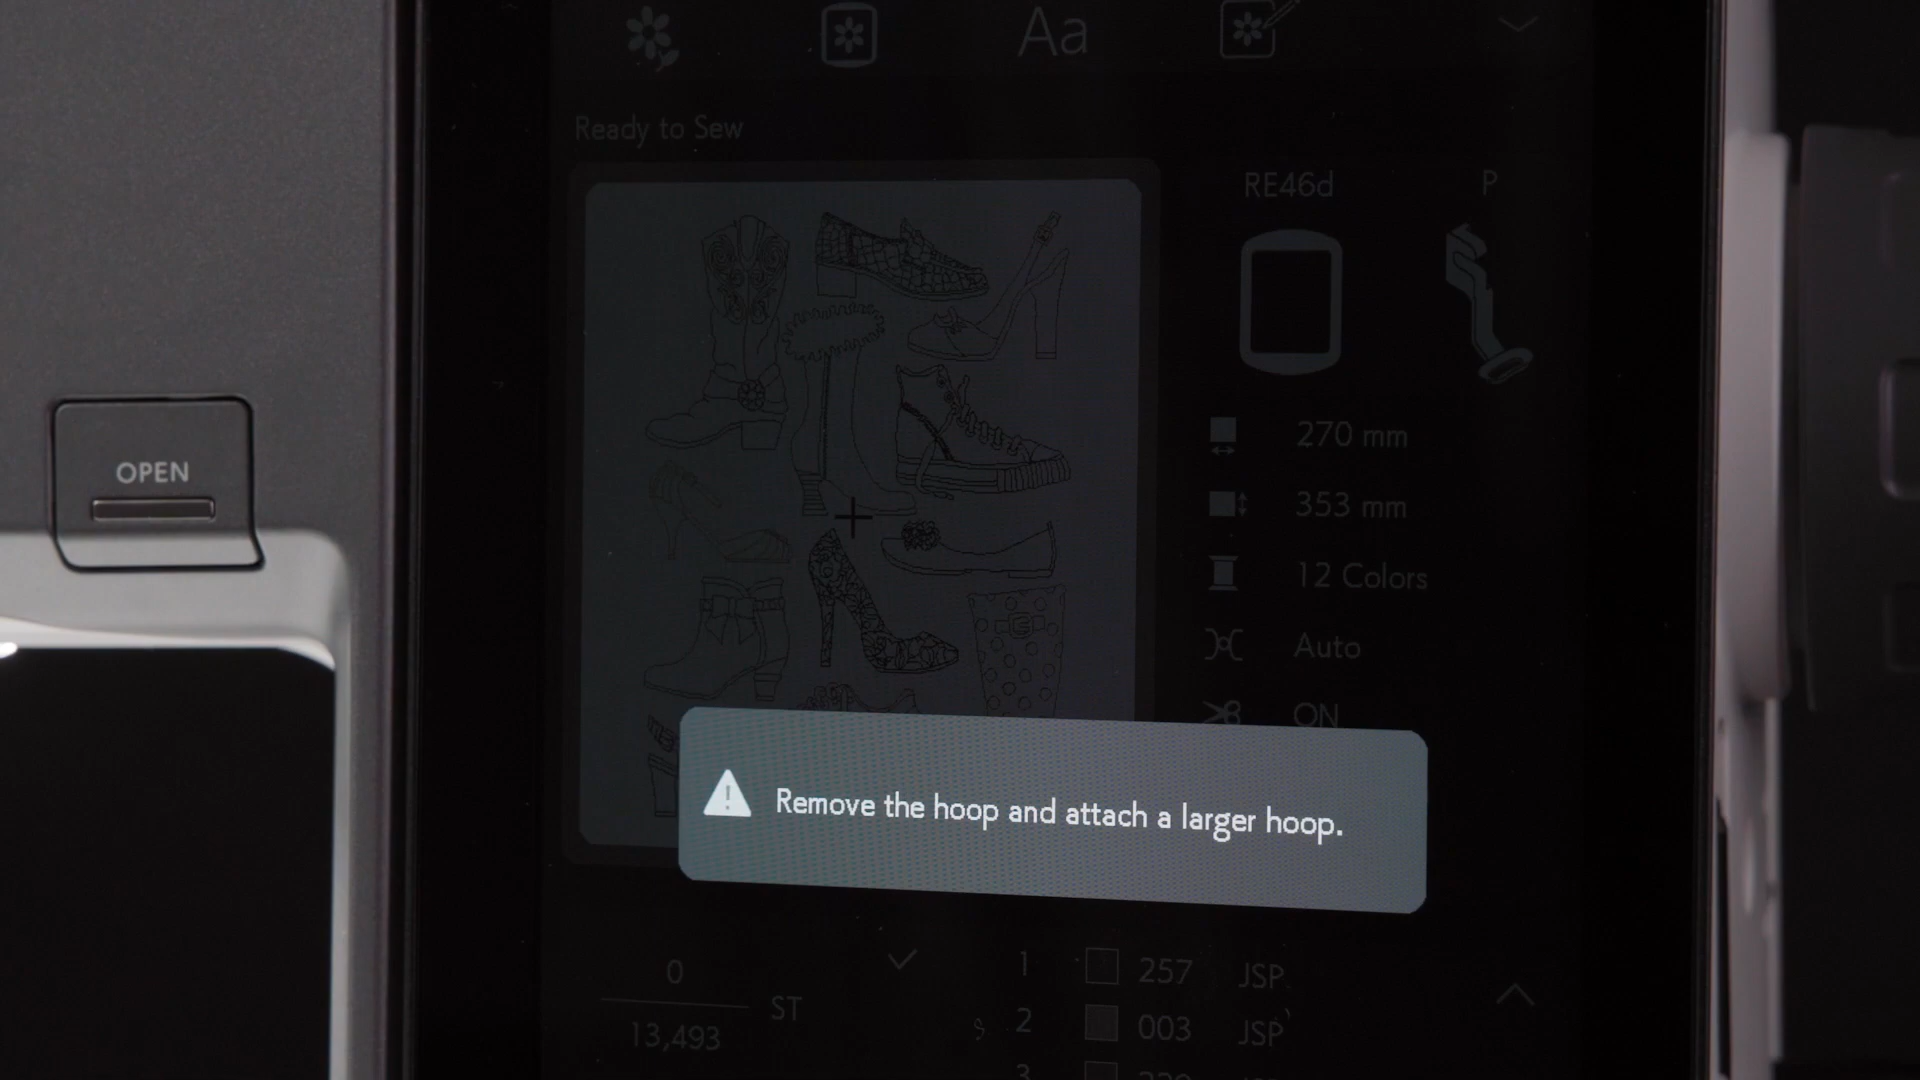 Aa
Ready to Sew
RE46d P
OPEN
270 mm
353 mm
12 Colors
Auto
ON
Remove the hoop and attach a larger hoop.
0
ST
13,493
1 257 JSP
2 003 JSP
3